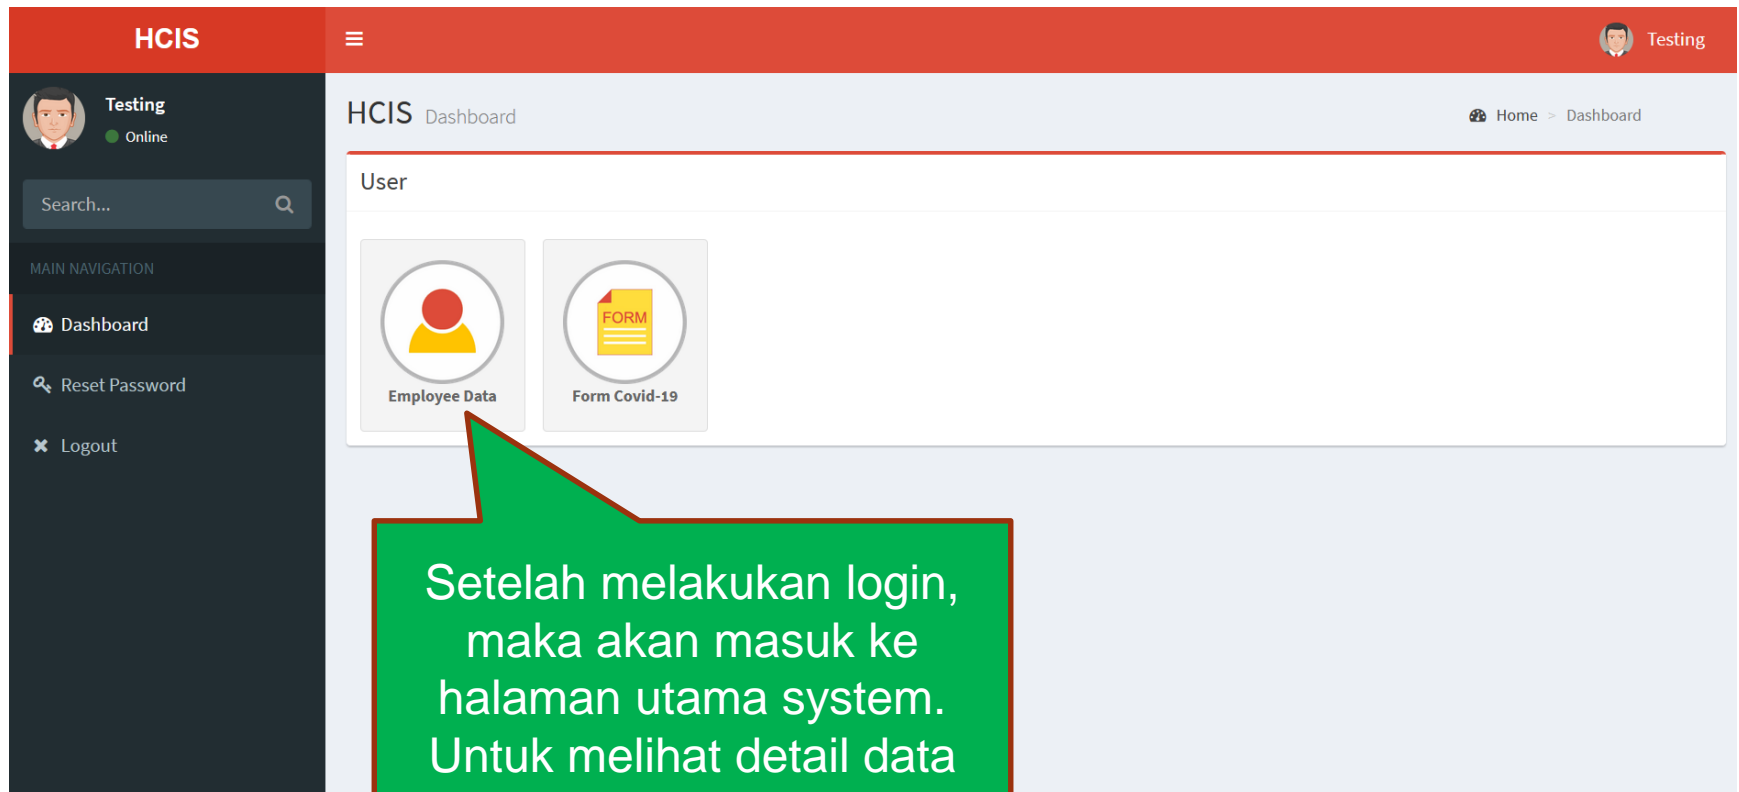 HCIS
Testing
Testing
Online
Search...
MAIN NAVIGATION
Dashboard
Reset Password
Logout
HCIS Dashboard
Home > Dashboard
User
Employee Data
FORM
Form Covid-19
Setelah melakukan login,
maka akan masuk ke
halaman utama system.
Untuk melihat detail data